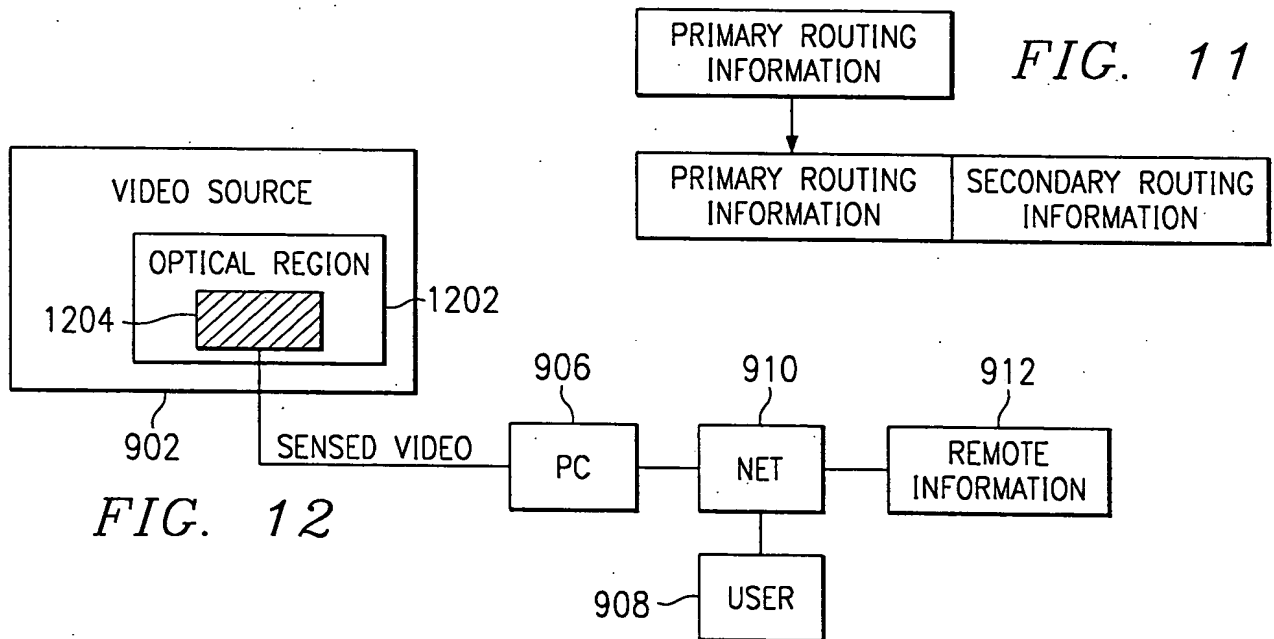 PRIMARY ROUTING
INFORMATION
FIG. 11
PRIMARY ROUTING
INFORMATION
SECONDARY ROUTING
INFORMATION
VIDEO SOURCE
OPTICAL REGION
1204
1202
902
SENSED VIDEO
906
PC
910
NET
912
REMOTE
INFORMATION
908
USER
FIG. 12